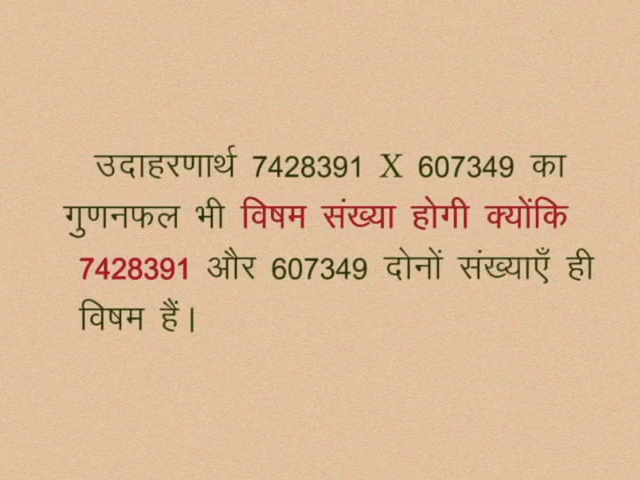 उदाहरणार्थ 7428391 X 607349 का
गुणनफल भी विषम संख्या होगी क्योंकि
7428391 और 607349 दोनों संख्याएँ ही
विषम हैं।